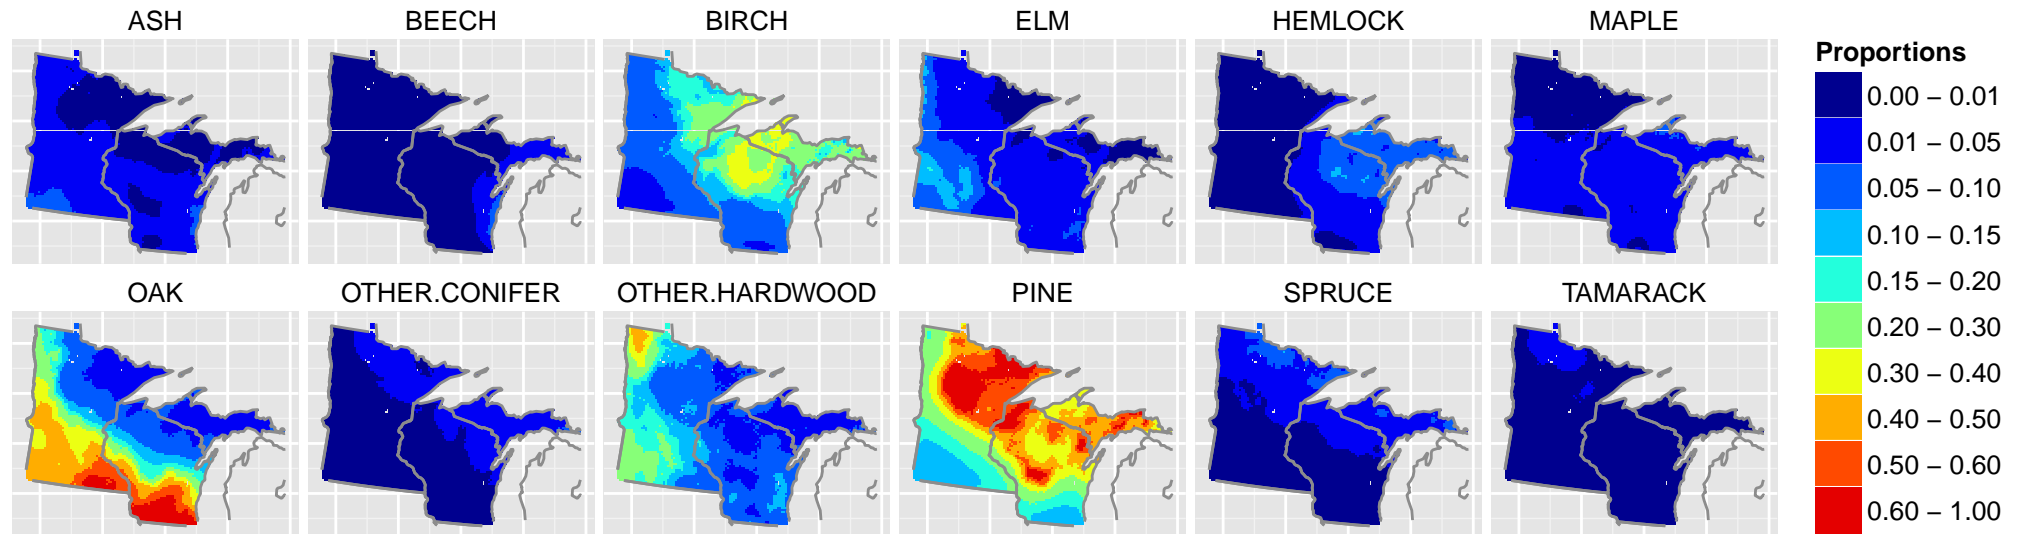 ASH BEECH BIRCH ELM HEMLOCK MAPLE
OAK OTHER.CONIFER OTHER.HARDWOOD PINE SPRUCE TAMARACK
Proportions
0.00 – 0.01
0.01 – 0.05
0.05 – 0.10
0.10 – 0.15
0.15 – 0.20
0.20 – 0.30
0.30 – 0.40
0.40 – 0.50
0.50 – 0.60
0.60 – 1.00